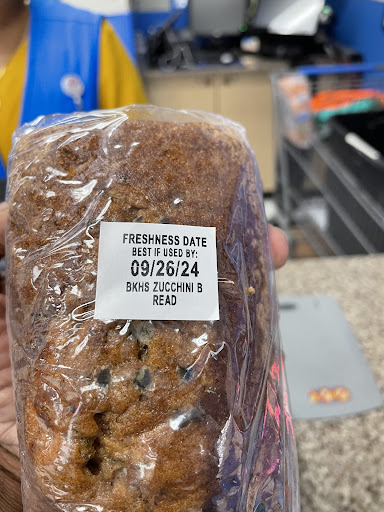 FRESHNESS DATE
BEST IF USED BY:
09/26/24
BKHS ZUCCHINI B
READ